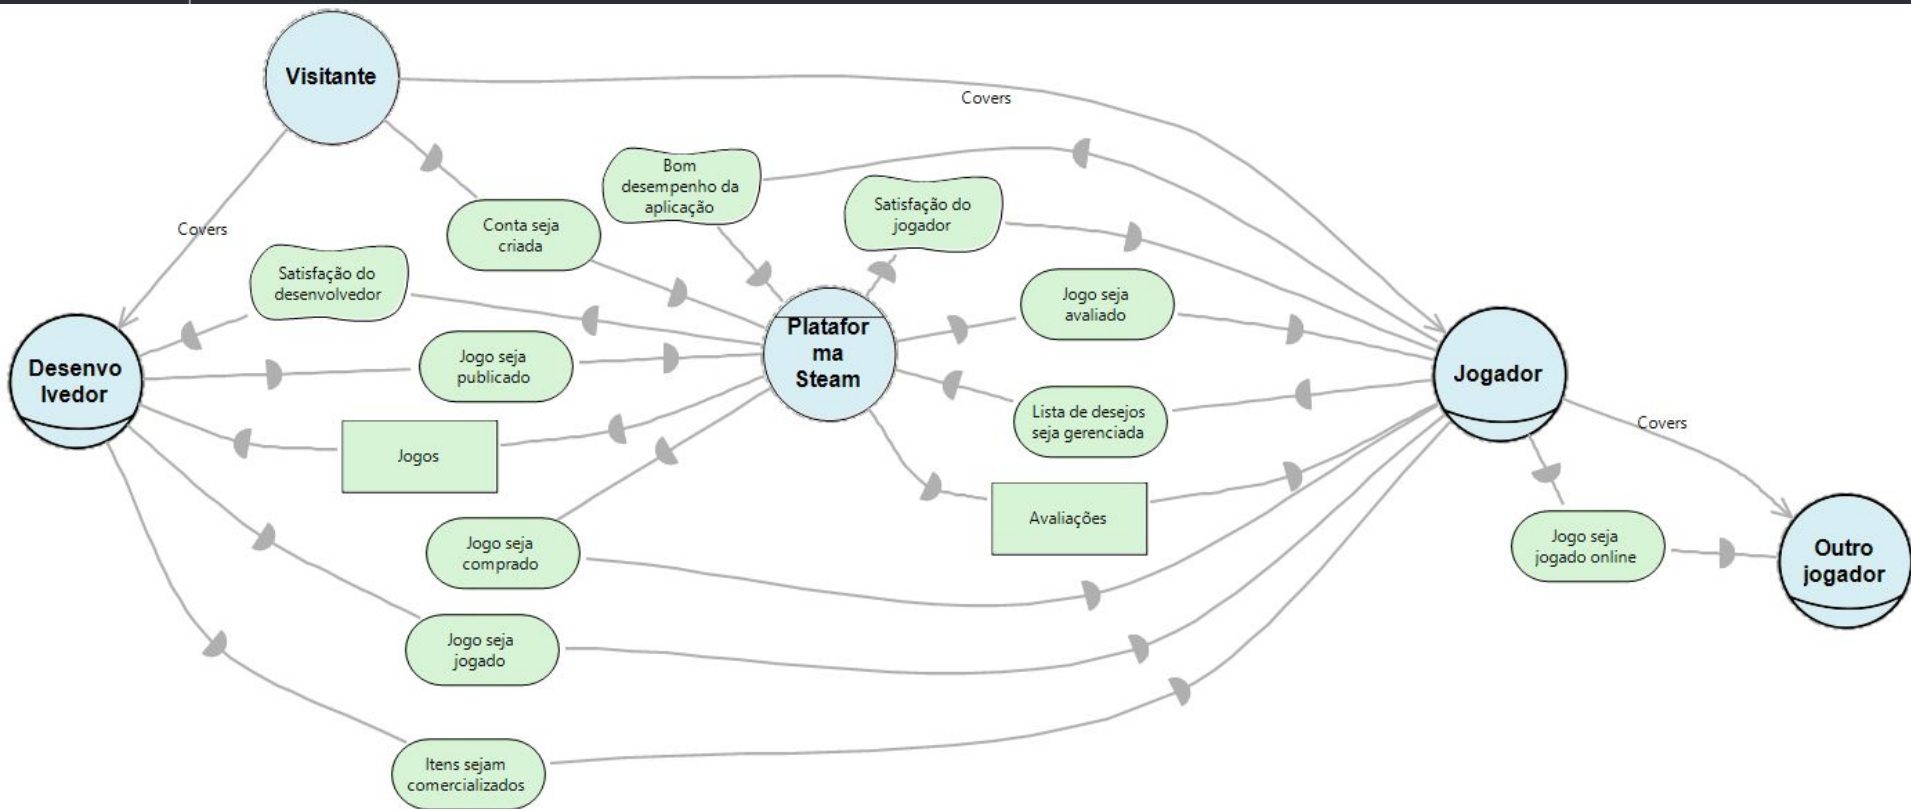 Visitante
Covers
Covers
Bom
desempenho da
aplicação
Satisfação do
jogador
Conta seja
criada
Satisfação do
desenvolvedor
Jogo seja
avaliado
Platafor
ma
Steam
Desenvo
lvedor
Jogo seja
publicado
Jogador
Lista de desejos
seja gerenciada
Covers
Jogos
Avaliações
Jogo seja
comprado
Jogo seja
jogado online
Outro
jogador
Jogo seja
jogado
Itens sejam
comercializados